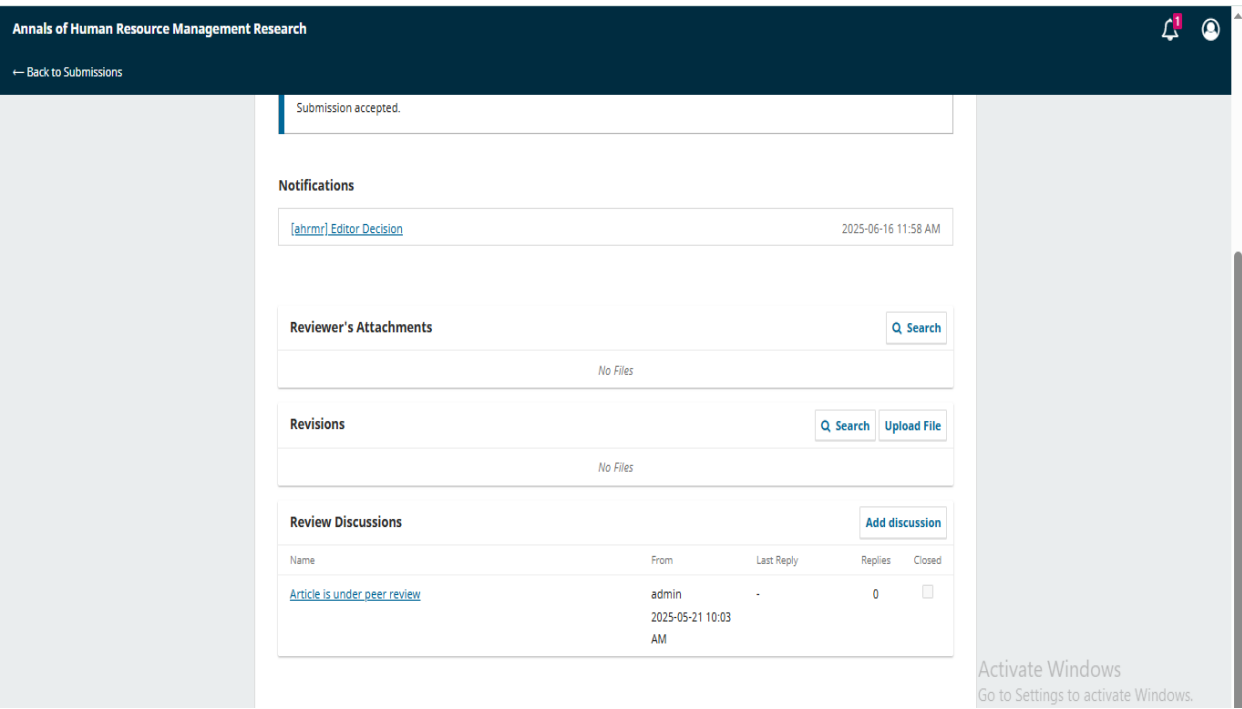 Annals of Human Resource Management Research
1
← Back to Submissions
Submission accepted.
Notifications
[ahrmr] Editor Decision 2025-06-16 11:58 AM
Reviewer's Attachments Search
No Files
Revisions Search Upload File
No Files
Review Discussions Add discussion
Name From Last Reply Replies Closed
Article is under peer review admin - 0
2025-05-21 10:03
AM
Activate Windows
Go to Settings to activate Windows.